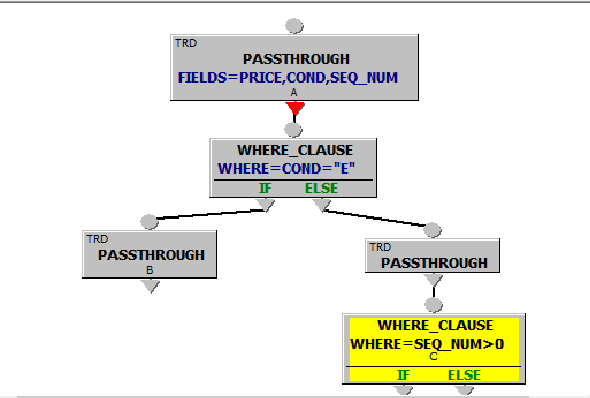 TRD
PASSTHROUGH
FIELDS=PRICE,COND,SEQ_NUM
A
WHERE_CLAUSE
WHERE=COND="E"
IF ELSE
TRD
PASSTHROUGH
B
TRD
PASSTHROUGH
WHERE_CLAUSE
WHERE=SEQ_NUM>0
C
IF ELSE